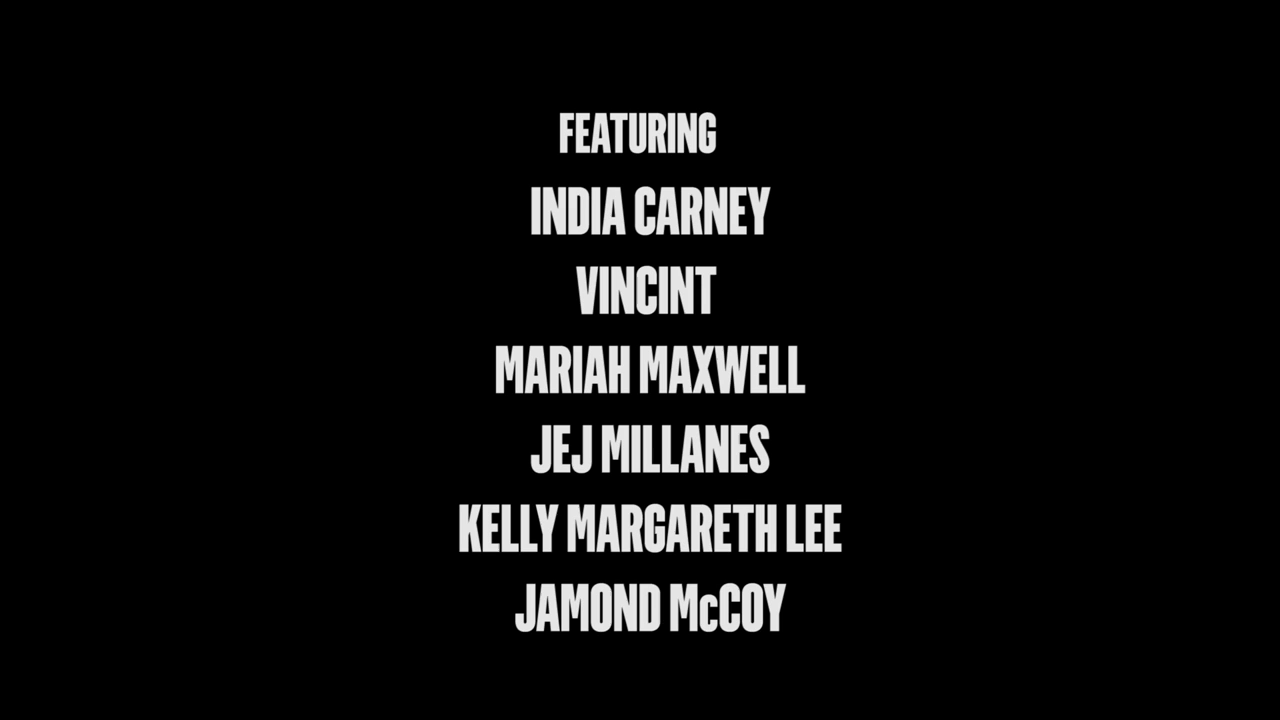 FEATURING
INDIA CARNEY
VINCINT
MARIAH MAXWELL
JEJ MILLANES
KELLY MARGARETH LEE
JAMOND McCOY